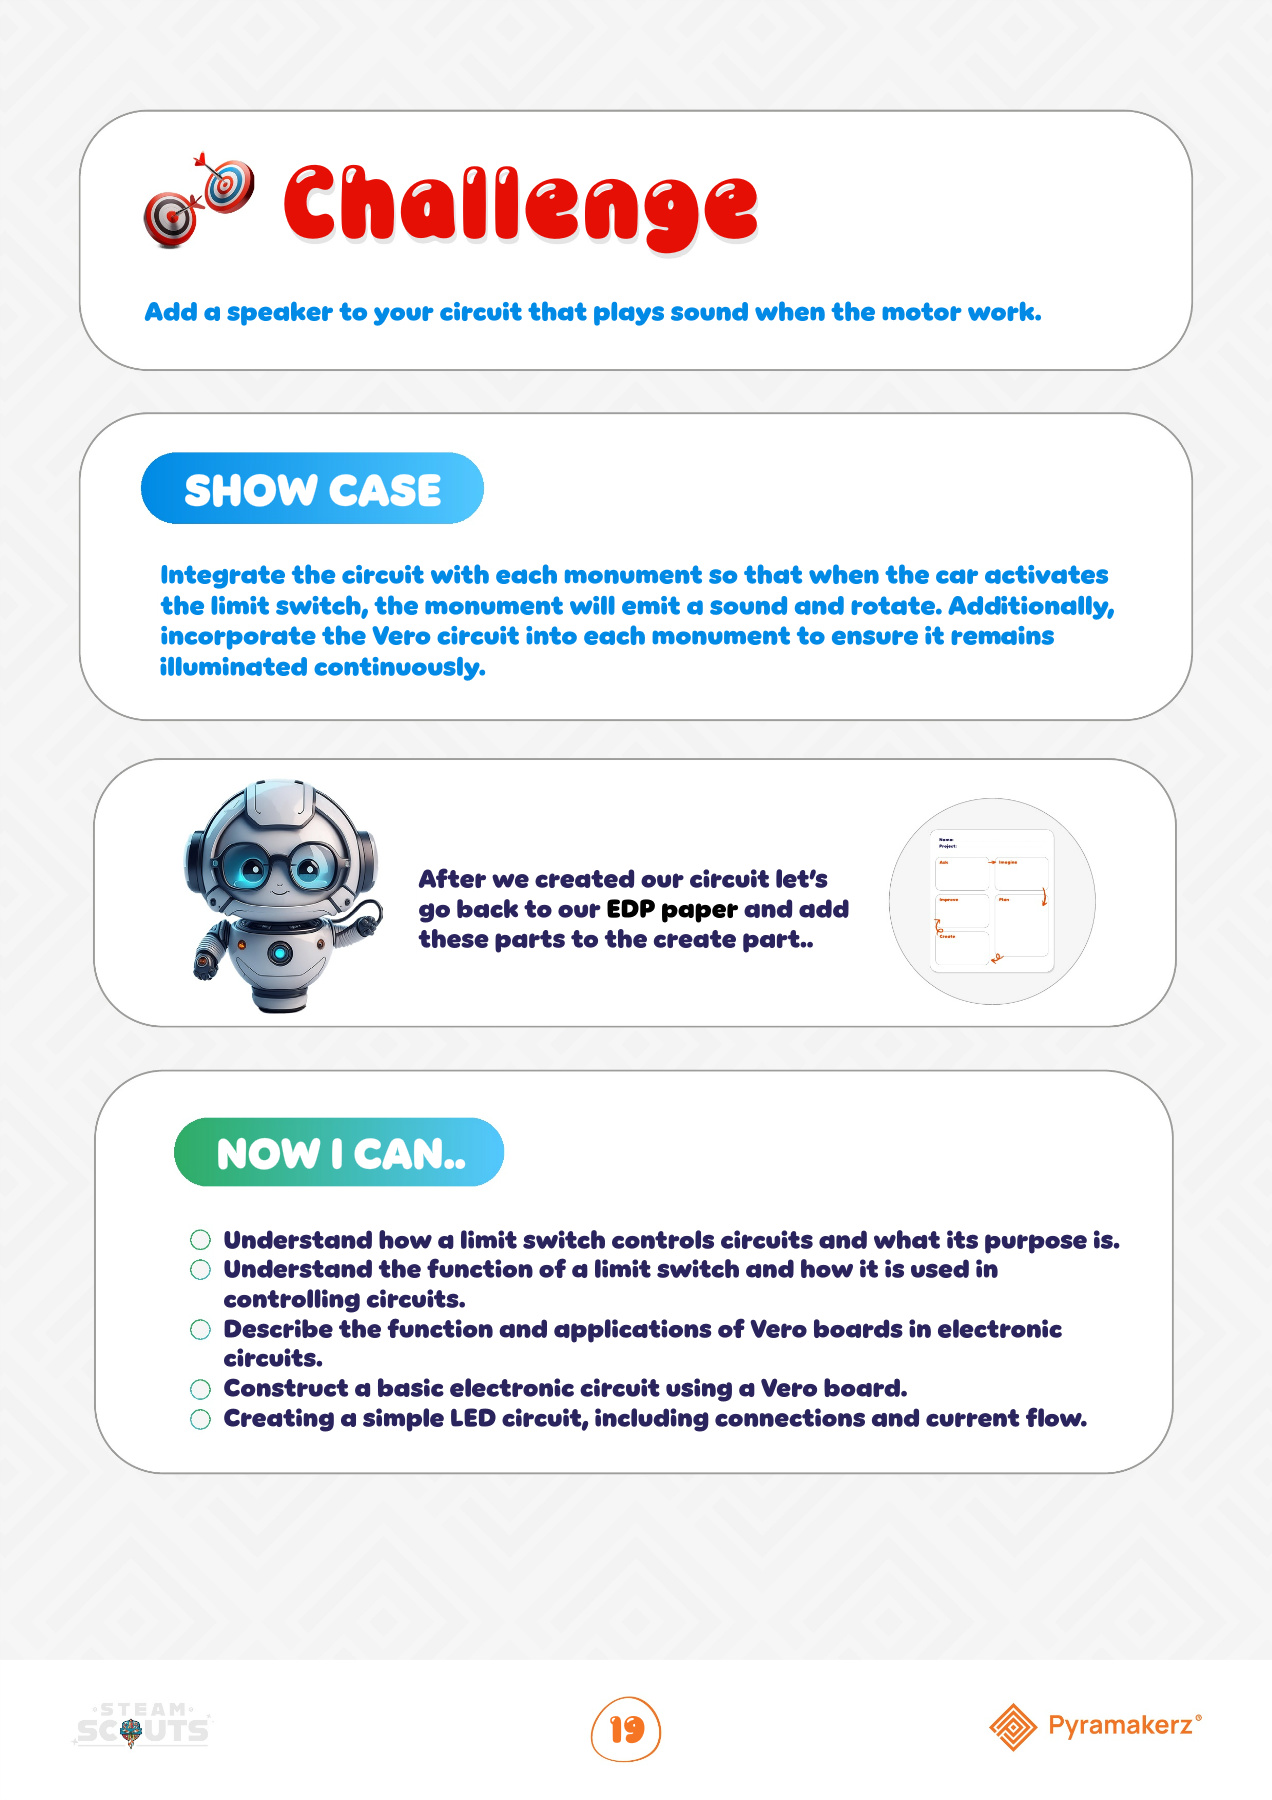 Challenge
Add a speaker to your circuit that plays sound when the motor work.
SHOW CASE
Integrate the circuit with each monument so that when the car activates
the limit switch, the monument will emit a sound and rotate. Additionally,
incorporate the Vero circuit into each monument to ensure it remains
illuminated continuously.
After we created our circuit let's
go back to our EDP paper and add
these parts to the create part..
Name:
Project:
Ask
Imagine
Improve
Plan
Create
NOW I CAN..
Understand how a limit switch controls circuits and what its purpose is.
Understand the function of a limit switch and how it is used in
controlling circuits.
Describe the function and applications of Vero boards in electronic
circuits.
Construct a basic electronic circuit using a Vero board.
Creating a simple LED circuit, including connections and current flow.
STEAM
SCOUTS
19
Pyramakerz®